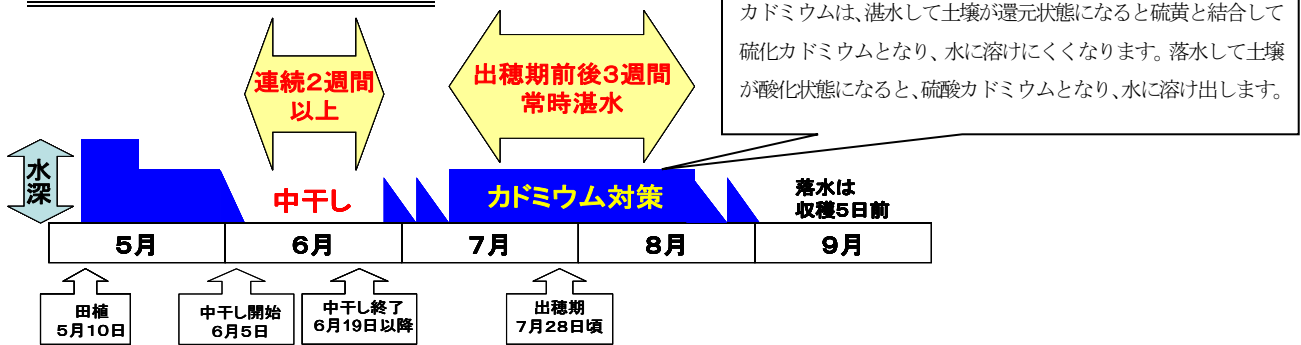 カドミウムは、湛水して土壌が還元状態になると硫黄と結合して
硫化カドミウムとなり、水に溶けにくくなります。落水して土壌
が酸化状態になると、硫酸カドミウムとなり、水に溶け出します。
連続2週間
以上
出穂期前後3週間
常時湛水
水深
中干し
カドミウム対策
落水は
収穫5日前
5月
6月
7月
8月
9月
田植
5月10日
中干し開始
6月5日
中干し終了
6月19日以降
出穂期
7月28日頃